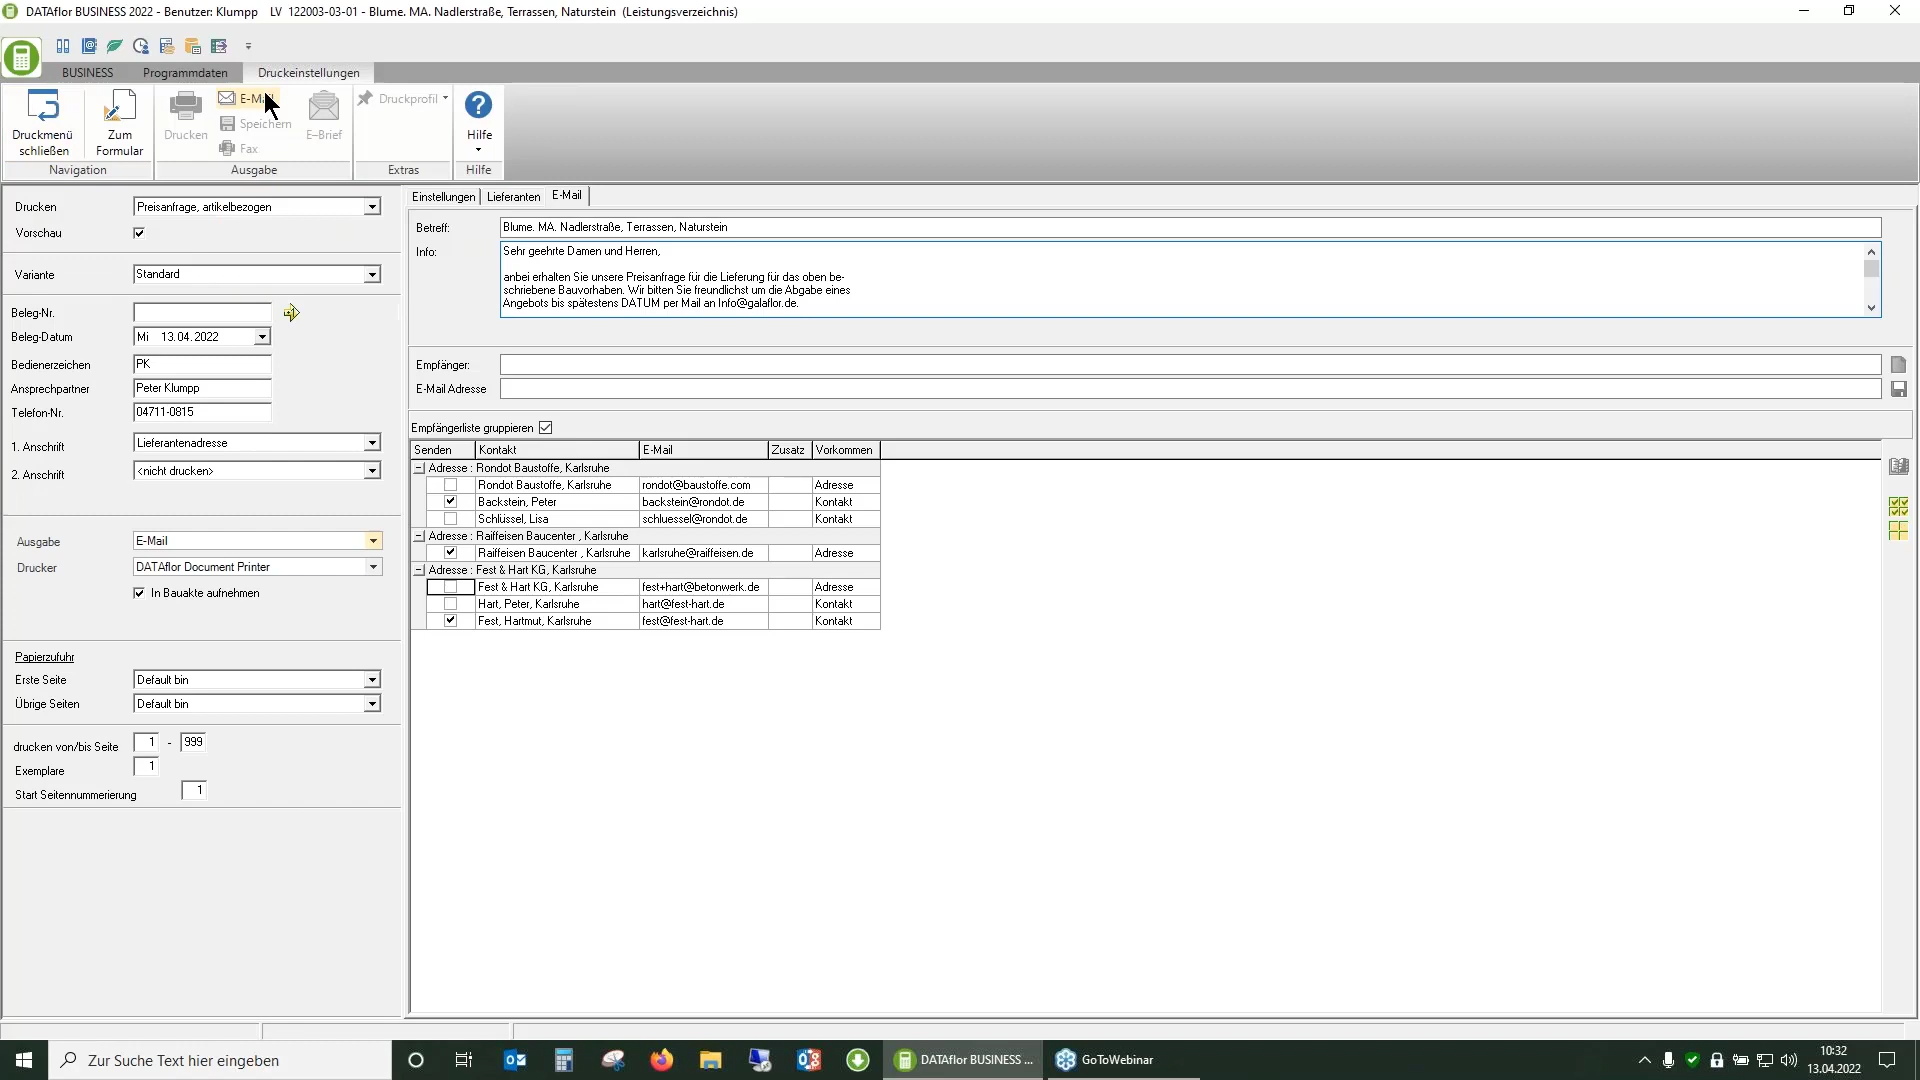 DATAflor BUSINESS 2022 - Benutzer: Klumpp    LV  122003-03-01 - Blume. MA. Nadlerstraße, Terrassen, Naturstein  (Leistungsverzeichnis)
BUSINESS    Programmdaten    Druckeinstellungen
Druckmenü schließen
Zum Formular
Navigation
Drucken
E-Mail
Speichern
Fax
E-Brief
Ausgabe
Druckprofil
Extras
Hilfe
Hilfe
Drucken    Preisanfrage, artikelbezogen
Vorschau
Variante    Standard
Beleg-Nr.
Beleg-Datum    Mi    13.04.2022
Bedienerzeichen    PK
Ansprechpartner    Peter Klumpp
Telefon-Nr.    04711-0815
1. Anschrift    Lieferantenadresse
2. Anschrift    <nicht drucken>
Ausgabe    E-Mail
Drucker    DATAflor Document Printer
In Bauakte aufnehmen
Papierzufuhr
Erste Seite    Default bin
Übrige Seiten    Default bin
drucken von/bis Seite    1    -    999
Exemplare    1
Start Seitennummerierung    1
Einstellungen    Lieferanten    E-Mail
Betreff:    Blume. MA. Nadlerstraße, Terrassen, Naturstein
Info:    Sehr geehrte Damen und Herren,
anbei erhalten Sie unsere Preisanfrage für die Lieferung für das oben be-
schriebene Bauvorhaben. Wir bitten Sie freundlichst um die Abgabe eines
Angebots bis spätestens DATUM per Mail an Info@galaflor.de.
Empfänger:
E-Mail Adresse
Empfängerliste gruppieren
Senden    Kontakt    E-Mail    Zusatz    Vorkommen
Adresse : Rondot Baustoffe, Karlsruhe
Rondot Baustoffe, Karlsruhe    rondot@baustoffe.com    Adresse
Backstein, Peter    backstein@rondot.de    Kontakt
Schlüssel, Lisa    schluessel@rondot.de    Kontakt
Adresse : Raiffeisen Baucenter , Karlsruhe
Raiffeisen Baucenter , Karlsruhe    karlsruhe@raiffeisen.de    Adresse
Adresse : Fest & Hart KG, Karlsruhe
Fest & Hart KG, Karlsruhe    fest+hart@betonwerk.de    Adresse
Hart, Peter, Karlsruhe    hart@fest-hart.de    Kontakt
Fest, Hartmut, Karlsruhe    fest@fest-hart.de    Kontakt
Zur Suche Text hier eingeben
DATAflor BUSINESS ...
GoToWebinar
10:32
13.04.2022